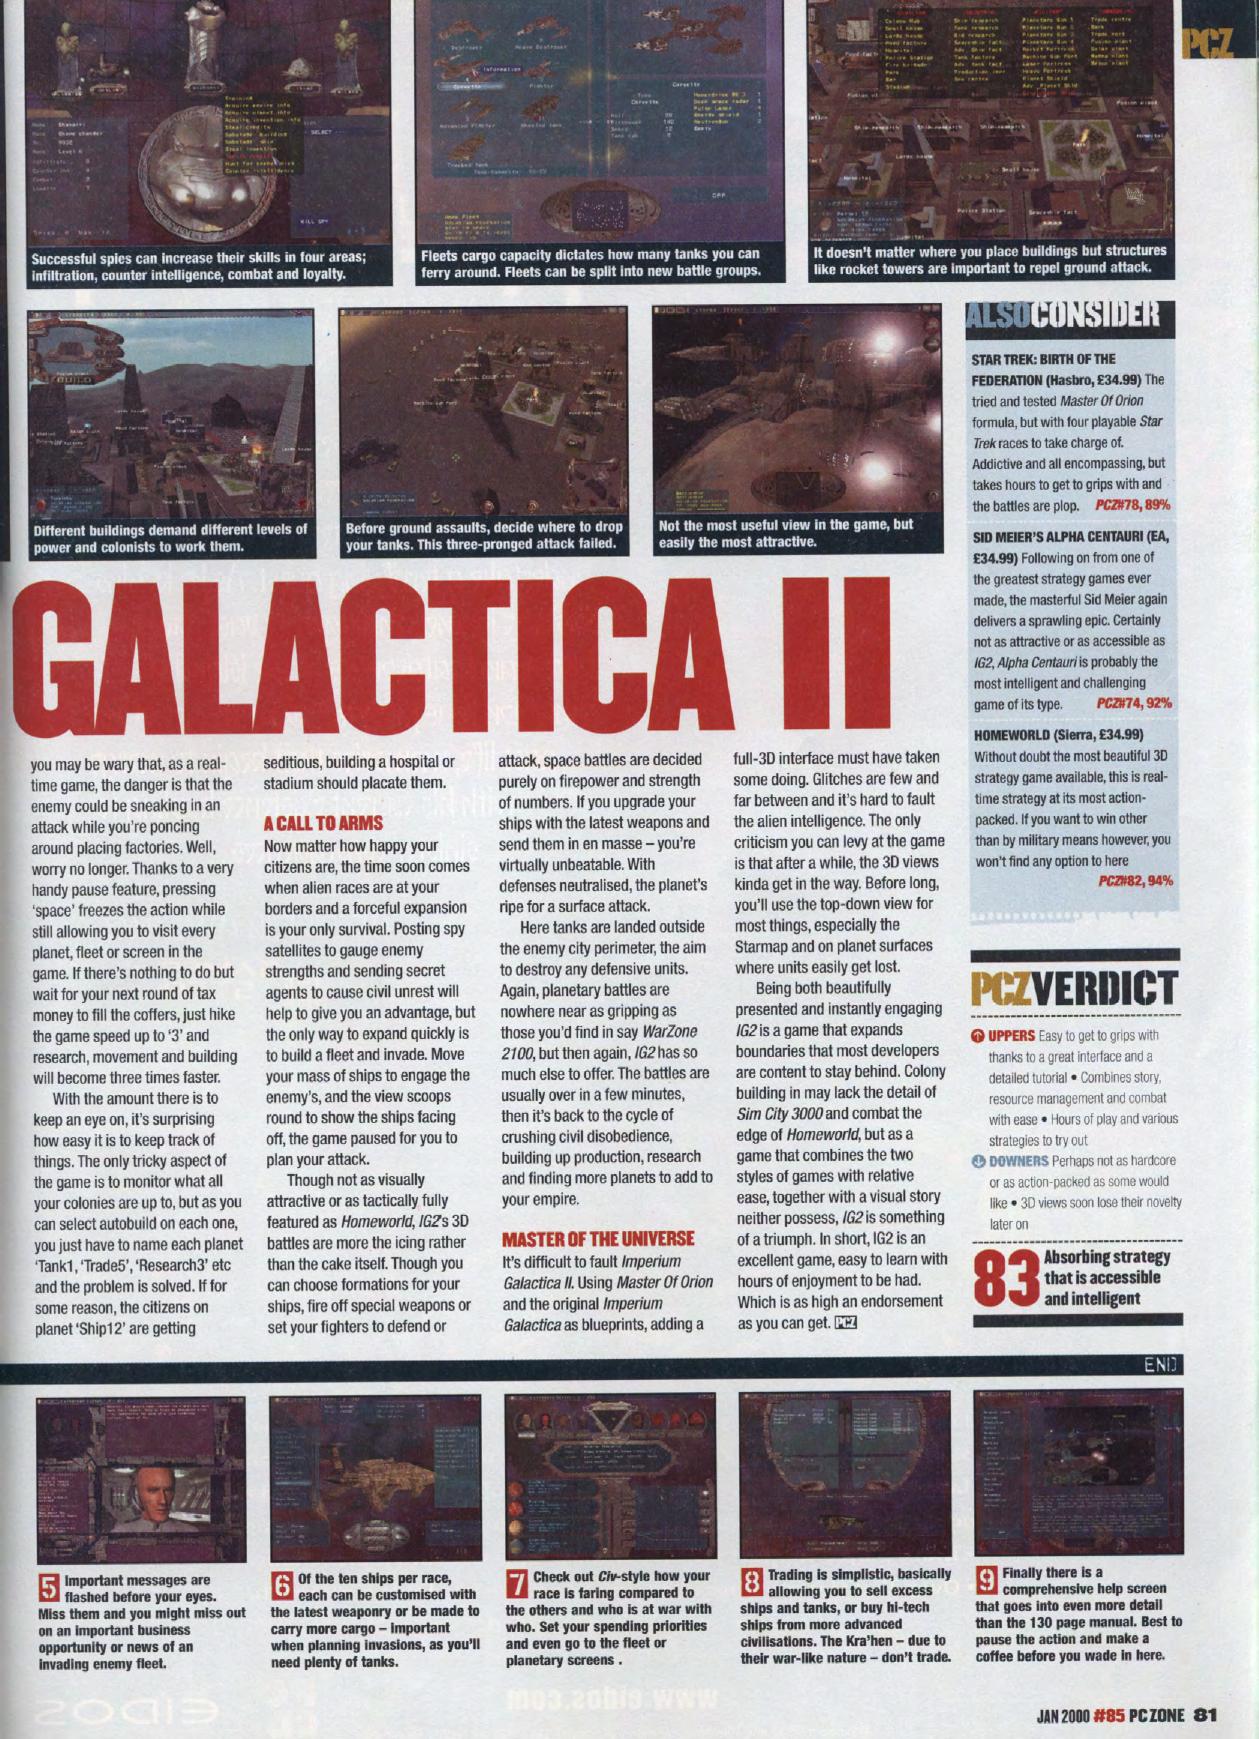 PCZ
Successful spies can increase their skills in four areas;
infiltration, counter intelligence, combat and loyalty.
Fleets cargo capacity dictates how many tanks you can
ferry around. Fleets can be split into new battle groups.
It doesn't matter where you place buildings but structures
like rocket towers are important to repel ground attack.
Different buildings demand different levels of
power and colonists to work them.
Before ground assaults, decide where to drop
your tanks. This three-pronged attack failed.
Not the most useful view in the game, but
easily the most attractive.
GALACTICA II
you may be wary that, as a real-
time game, the danger is that the
enemy could be sneaking in an
attack while you're poncing
around placing factories. Well,
worry no longer. Thanks to a very
handy pause feature, pressing
'space' freezes the action while
still allowing you to visit every
planet, fleet or screen in the
game. If there's nothing to do but
wait for your next round of tax
money to fill the coffers, just hike
the game speed up to '3' and
research, movement and building
will become three times faster.
With the amount there is to
keep an eye on, it's surprising
how easy it is to keep track of
things. The only tricky aspect of
the game is to monitor what all
your colonies are up to, but as you
can select autobuild on each one,
you just have to name each planet
'Tank1, 'Trade5', 'Research3' etc
and the problem is solved. If for
some reason, the citizens on
planet 'Ship12' are getting
seditious, building a hospital or
stadium should placate them.
A CALL TO ARMS
Now matter how happy your
citizens are, the time soon comes
when alien races are at your
borders and a forceful expansion
is your only survival. Posting spy
satellites to gauge enemy
strengths and sending secret
agents to cause civil unrest will
help to give you an advantage, but
the only way to expand quickly is
to build a fleet and invade. Move
your mass of ships to engage the
enemy's, and the view scoops
round to show the ships facing
off, the game paused for you to
plan your attack.
Though not as visually
attractive or as tactically fully
featured as Homeworld, IG2's 3D
battles are more the icing rather
than the cake itself. Though you
can choose formations for your
ships, fire off special weapons or
set your fighters to defend or
attack, space battles are decided
purely on firepower and strength
of numbers. If you upgrade your
ships with the latest weapons and
send them in en masse – you're
virtually unbeatable. With
defenses neutralised, the planet's
ripe for a surface attack.
Here tanks are landed outside
the enemy city perimeter, the aim
to destroy any defensive units.
Again, planetary battles are
nowhere near as gripping as
those you'd find in say WarZone
2100, but then again, IG2 has so
much else to offer. The battles are
usually over in a few minutes,
then it's back to the cycle of
crushing civil disobedience,
building up production, research
and finding more planets to add to
your empire.
MASTER OF THE UNIVERSE
It's difficult to fault Imperium
Galactica II. Using Master Of Orion
and the original Imperium
Galactica as blueprints, adding a
full-3D interface must have taken
some doing. Glitches are few and
far between and it's hard to fault
the alien intelligence. The only
criticism you can levy at the game
is that after a while, the 3D views
kinda get in the way. Before long,
you'll use the top-down view for
most things, especially the
Starmap and on planet surfaces
where units easily get lost.
Being both beautifully
presented and instantly engaging
IG2 is a game that expands
boundaries that most developers
are content to stay behind. Colony
building in may lack the detail of
Sim City 3000 and combat the
edge of Homeworld, but as a
game that combines the two
styles of games with relative
ease, together with a visual story
neither possess, IG2 is something
of a triumph. In short, IG2 is an
excellent game, easy to learn with
hours of enjoyment to be had.
Which is as high an endorsement
as you can get. PCZ
ALSO CONSIDER
STAR TREK: BIRTH OF THE
FEDERATION (Hasbro, £34.99) The
tried and tested Master Of Orion
formula, but with four playable Star
Trek races to take charge of.
Addictive and all encompassing, but
takes hours to get to grips with and
the battles are plop. PCZ#78, 89%
SID MEIER'S ALPHA CENTAURI (EA,
£34.99) Following on from one of
the greatest strategy games ever
made, the masterful Sid Meier again
delivers a sprawling epic. Certainly
not as attractive or as accessible as
IG2, Alpha Centauri is probably the
most intelligent and challenging
game of its type. PCZ#74, 92%
HOMEWORLD (Sierra, £34.99)
Without doubt the most beautiful 3D
strategy game available, this is real-
time strategy at its most action-
packed. If you want to win other
than by military means however, you
won't find any option to here
PCZ#82, 94%
PCZ VERDICT
UPPERS Easy to get to grips with
thanks to a great interface and a
detailed tutorial • Combines story,
resource management and combat
with ease • Hours of play and various
strategies to try out
DOWNERS Perhaps not as hardcore
or as action-packed as some would
like • 3D views soon lose their novelty
later on
83 Absorbing strategy
that is accessible
and intelligent
END
5 Important messages are
flashed before your eyes.
Miss them and you might miss out
on an important business
opportunity or news of an
invading enemy fleet.
6 Of the ten ships per race,
each can be customised with
the latest weaponry or be made to
carry more cargo – important
when planning invasions, as you'll
need plenty of tanks.
7 Check out Civ-style how your
race is faring compared to
the others and who is at war with
who. Set your spending priorities
and even go to the fleet or
planetary screens .
8 Trading is simplistic, basically
allowing you to sell excess
ships and tanks, or buy hi-tech
ships from more advanced
civilisations. The Kra'hen – due to
their war-like nature – don't trade.
9 Finally there is a
comprehensive help screen
that goes into even more detail
than the 130 page manual. Best to
pause the action and make a
coffee before you wade in here.
JAN 2000 #85 PC ZONE 81